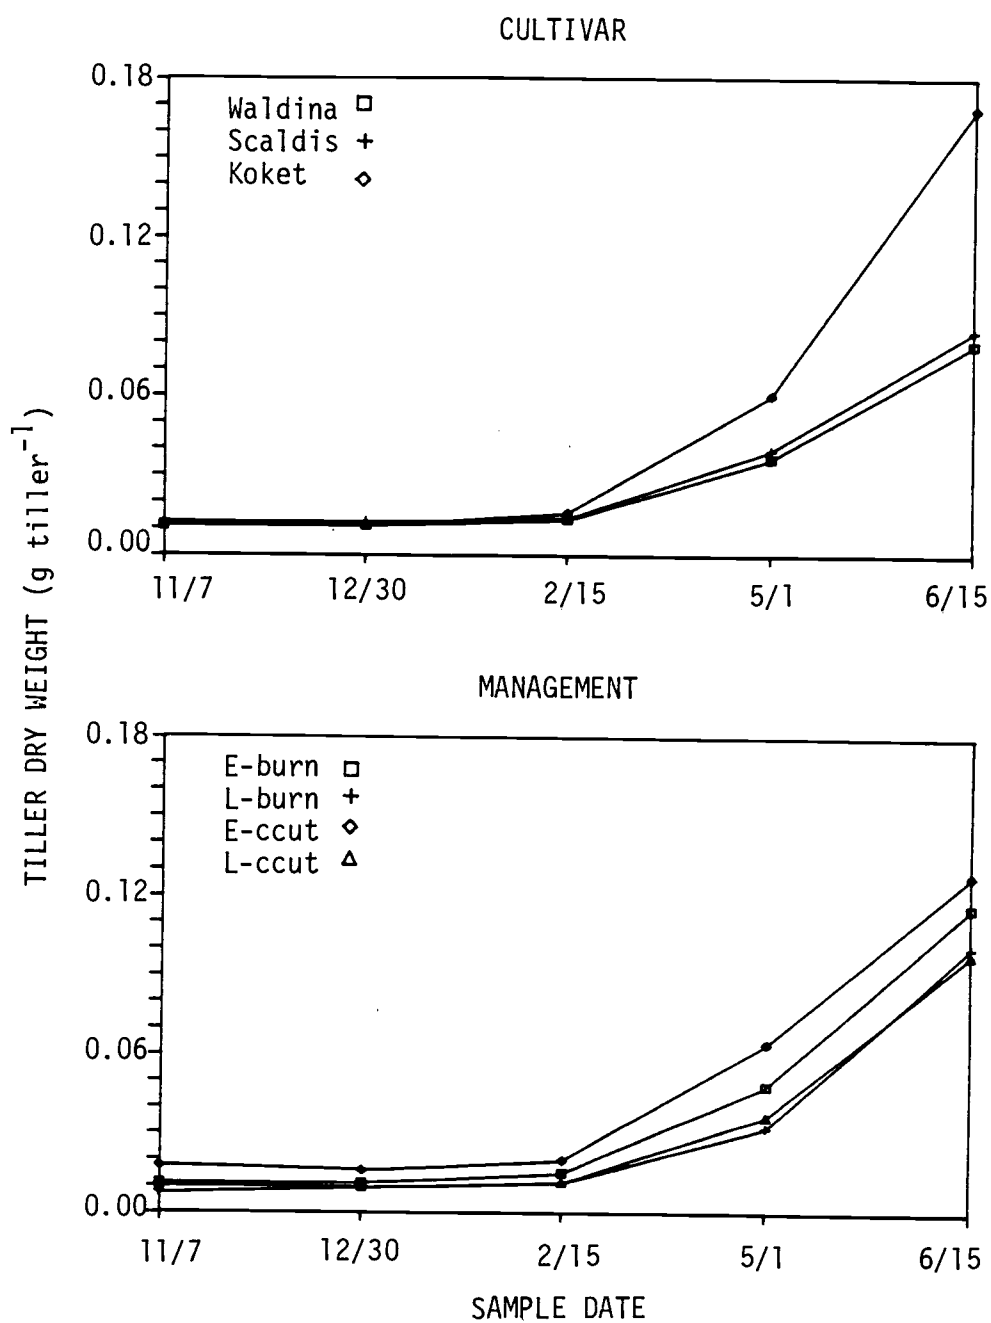 CULTIVAR
0.18
Waldina
Scaldis +
Koket
0.12
0.06
0.00
11/7 12/30 2/15 5/1 6/15
TILLER DRY WEIGHT (g tiller⁻¹)
MANAGEMENT
0.18
E-burn
L-burn +
E-ccut
L-ccut
0.12
0.06
0.00
11/7 12/30 2/15 5/1 6/15
SAMPLE DATE